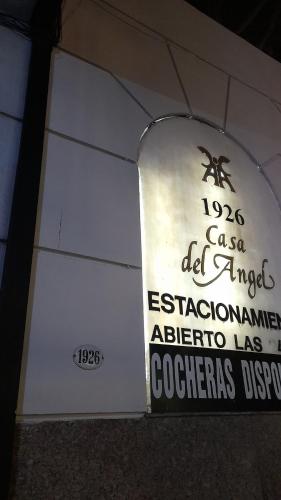 1926
Casa
del Angel
ESTACIONAMIEN
ABIERTO LAS
COCHERAS DISPO
1926